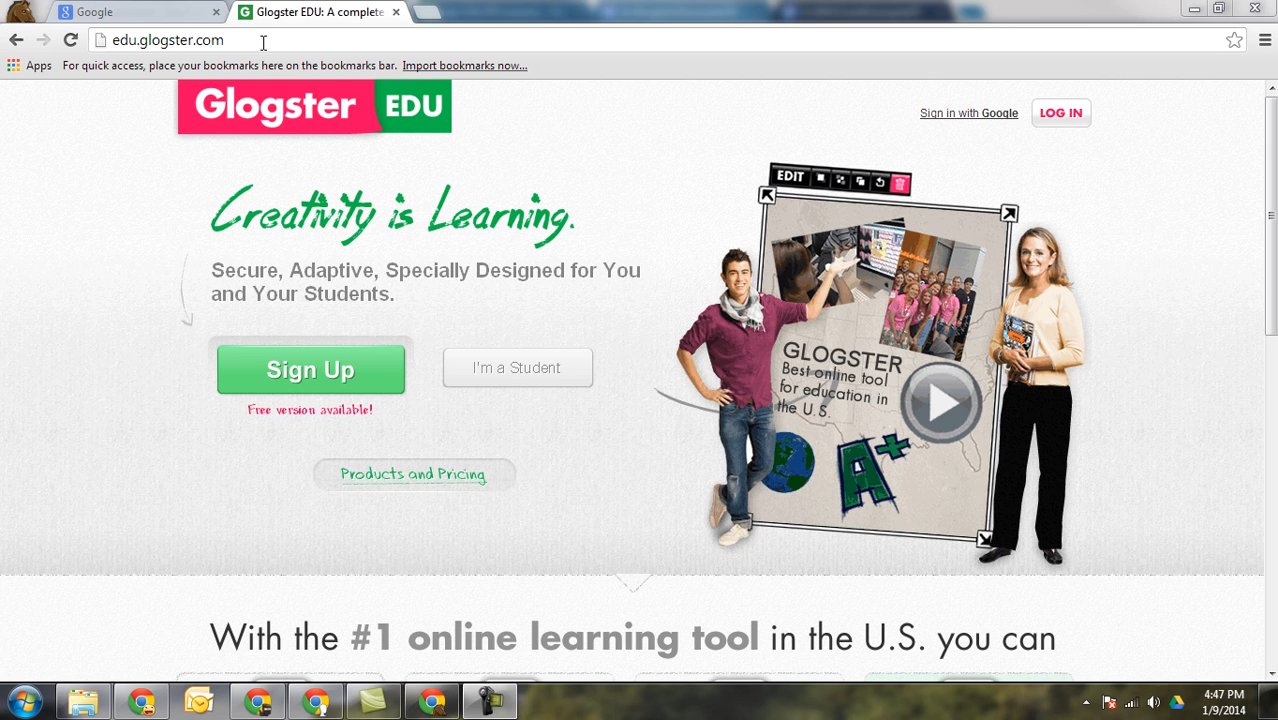 Google
Glogster EDU: A complete
edu.glogster.com
Apps For quick access, place your bookmarks here on the bookmarks bar. Import bookmarks now...
Glogster EDU
Sign in with Google
LOG IN
EDIT
Creativity is Learning.
Secure, Adaptive, Specially Designed for You
and Your Students.
Sign Up
I'm a Student
Free version available!
Products and Pricing
GLOGSTER
Best online tool
for education in
the U.S.
A+
With the #1 online learning tool in the U.S. you can
4:47 PM
1/9/2014